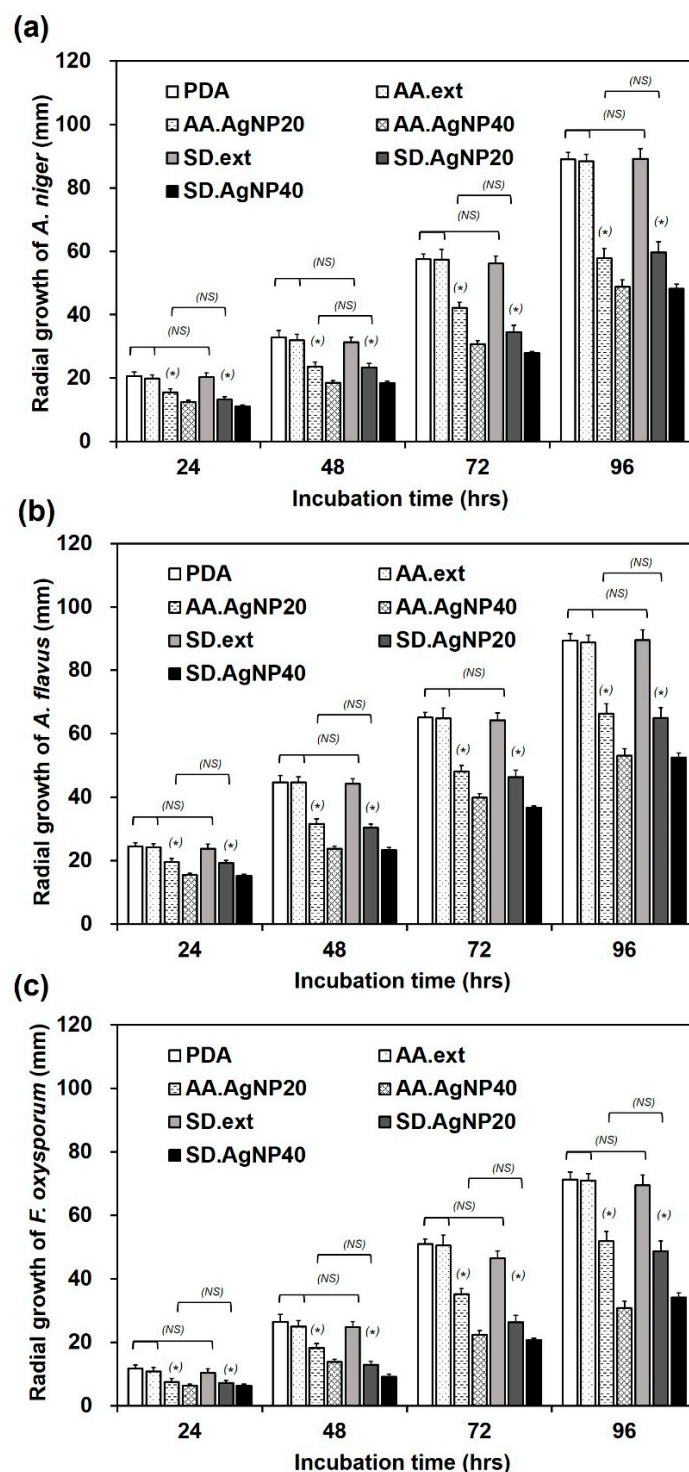 (a)
Radial growth of A. niger (mm)
120
100
80
60
40
20
0
PDA AA.ext
AA.AgNP20 AA.AgNP40
SD.ext SD.AgNP20
SD.AgNP40
(NS)
(NS)
(NS)
(NS)
(NS)
(NS)
(NS)
(NS)
(*) (*) (*) (*) (*) (*) (*) (*)
24 48 72 96
Incubation time (hrs)
(b)
Radial growth of A. flavus (mm)
120
100
80
60
40
20
0
PDA AA.ext
AA.AgNP20 AA.AgNP40
SD.ext SD.AgNP20
SD.AgNP40
(NS)
(NS)
(NS)
(NS)
(NS)
(NS)
(NS)
(NS)
(*) (*) (*) (*) (*) (*) (*) (*)
24 48 72 96
Incubation time (hrs)
(c)
Radial growth of F. oxysporum (mm)
120
100
80
60
40
20
0
PDA AA.ext
AA.AgNP20 AA.AgNP40
SD.ext SD.AgNP20
SD.AgNP40
(NS)
(NS)
(NS)
(NS)
(NS)
(NS)
(NS)
(NS)
(*) (*) (*) (*) (*) (*) (*) (*)
24 48 72 96
Incubation time (hrs)